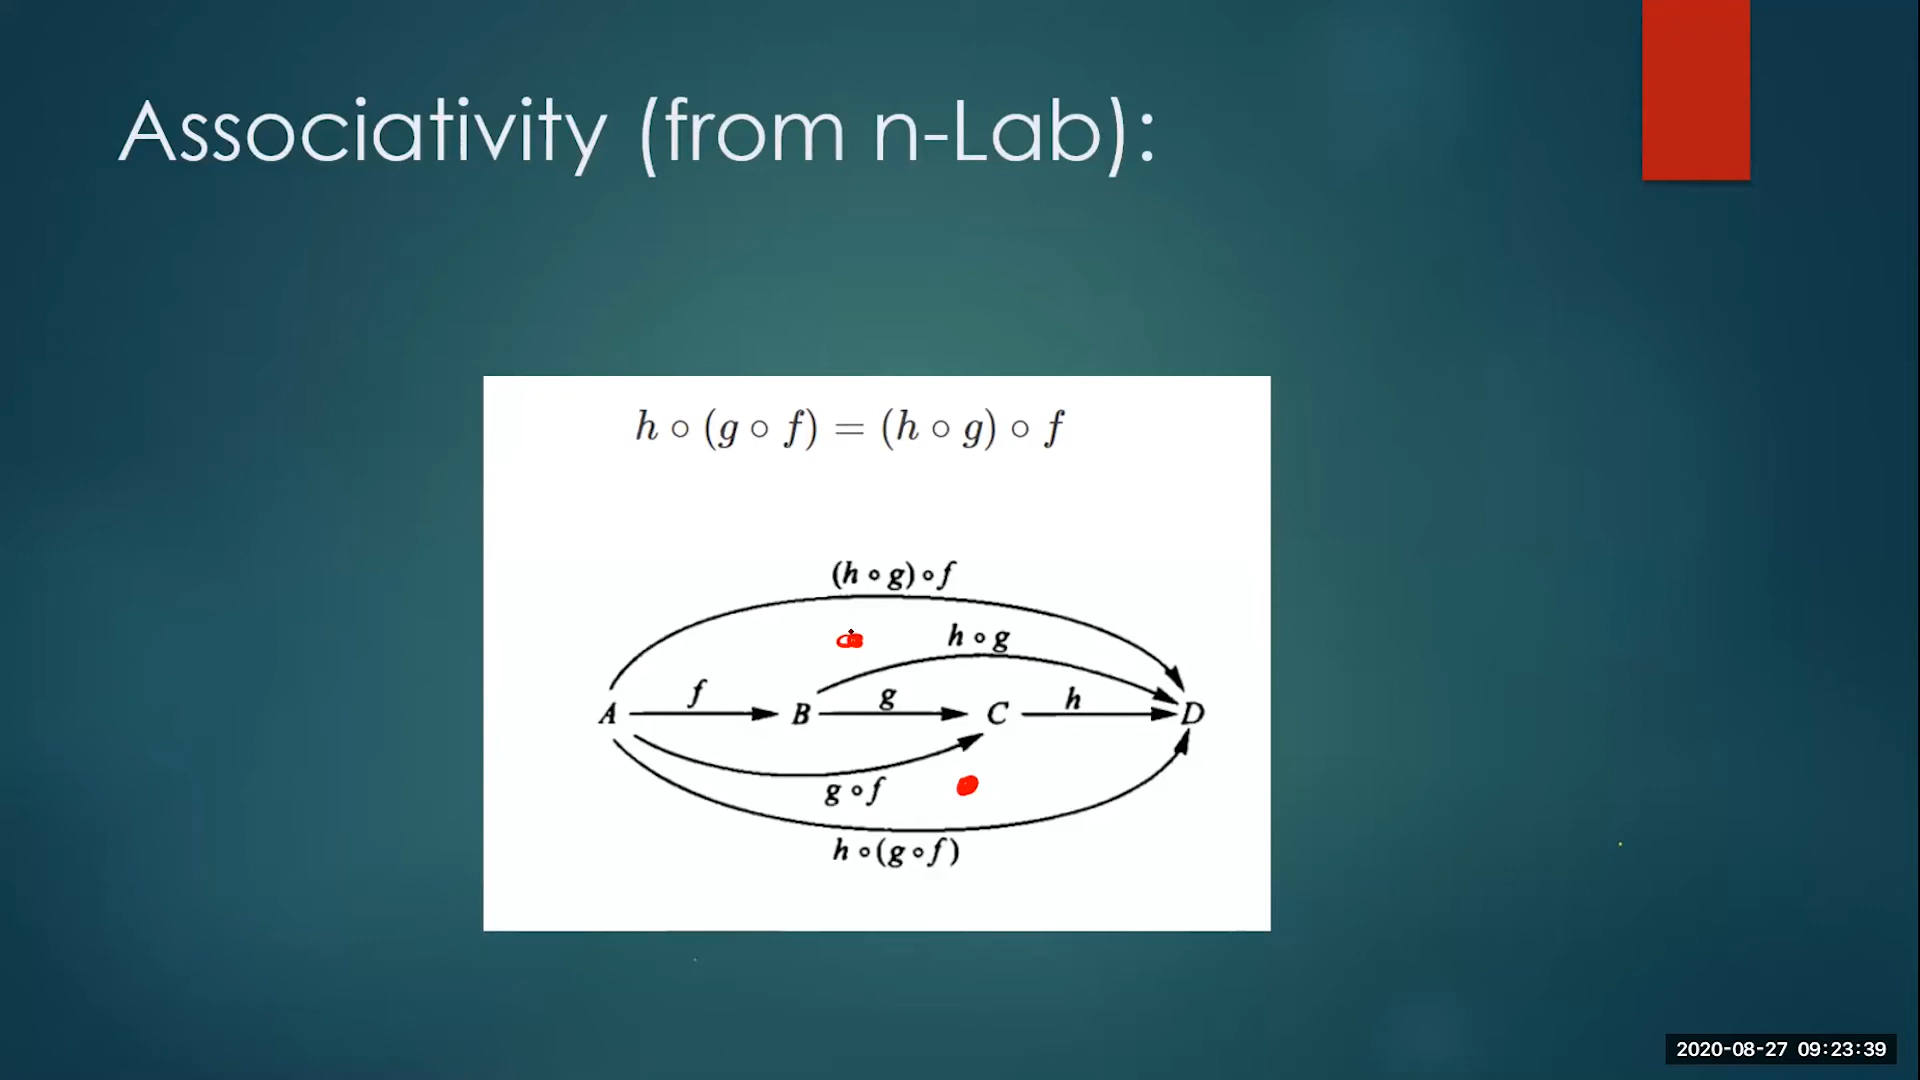 Associativity (from n-Lab):
h ∘ (g ∘ f) = (h ∘ g) ∘ f
(h ∘ g) ∘ f
h ∘ g
f g h
A B C D
g ∘ f
h ∘ (g ∘ f)
2020-08-27 09:23:39